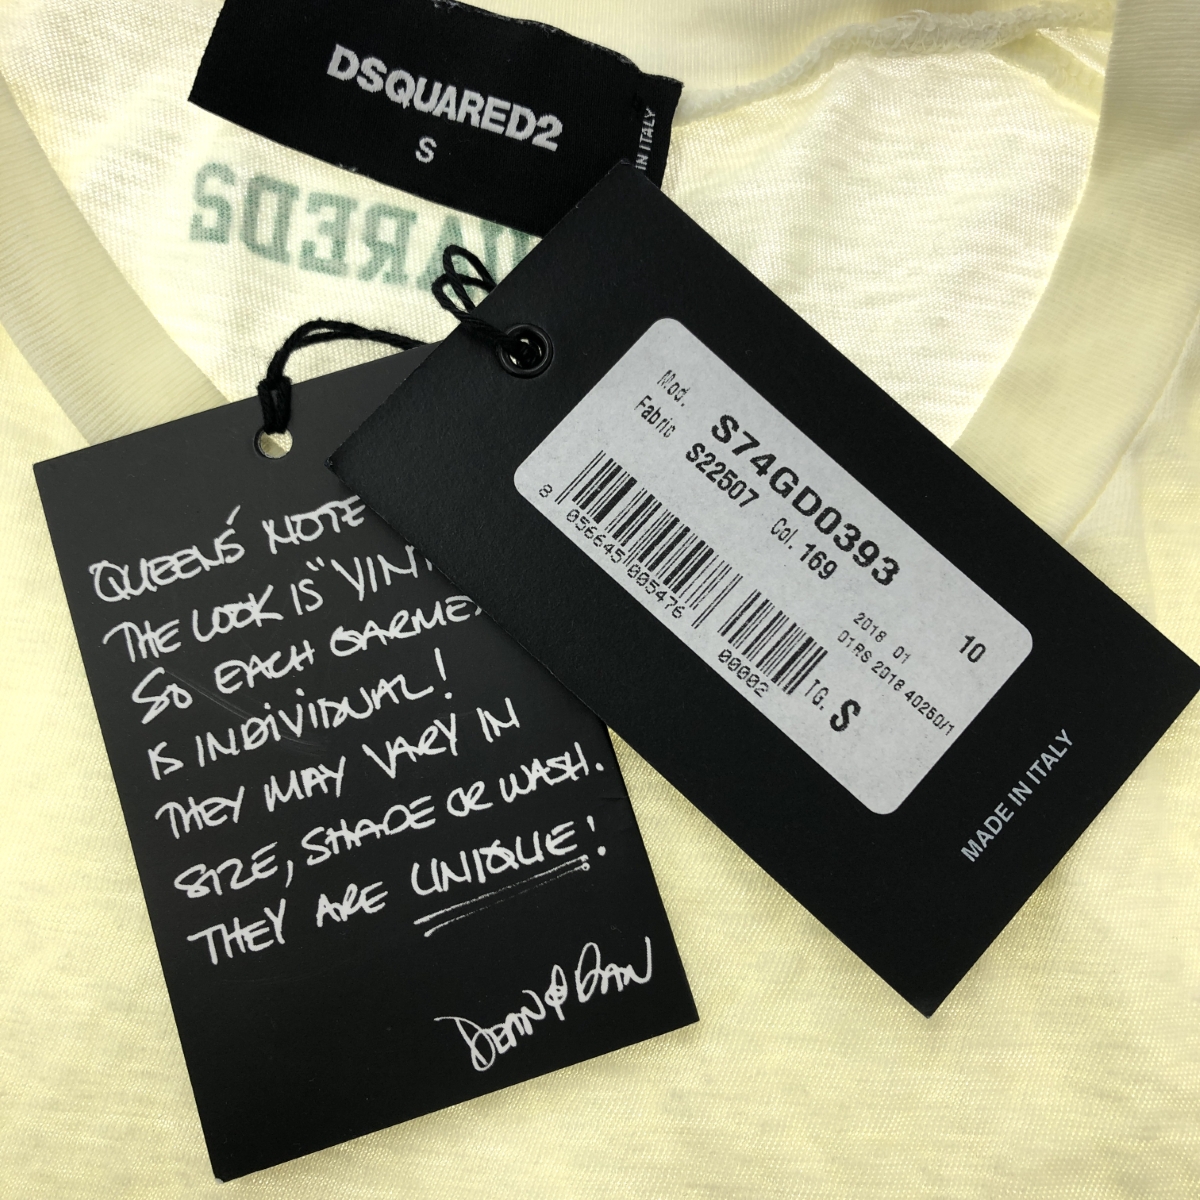 DSQUARED2
S
IN ITALY
UARED2
QUEENS' NOTE
THE LOOK IS "VINT
SO EACH GARME
IS INDIVIDUAL!
THEY MAY VARY IN
SIZE, SHADE OR WASH.
THEY ARE UNIQUE!
DEAN & DAN
Mod. S74GD0393
Fabric S22507 Col. 169
8 056645 005476
00002
TG. S
2018 01
01RS 2018 40250/1
10
MADE IN ITALY